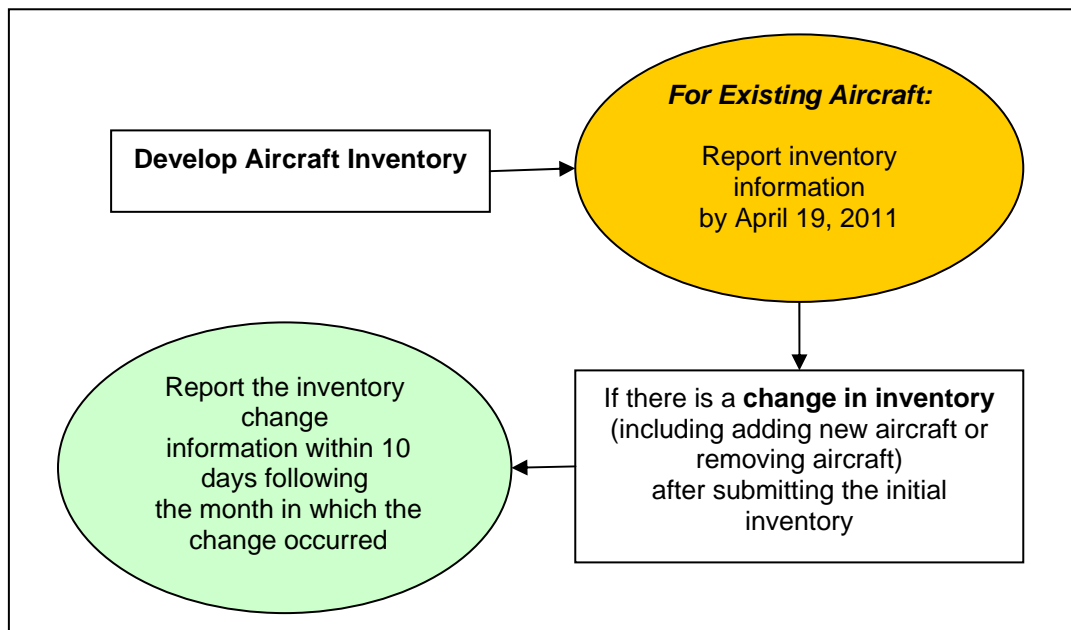 Develop Aircraft Inventory
For Existing Aircraft:
Report inventory
information
by April 19, 2011
If there is a change in inventory
(including adding new aircraft or
removing aircraft)
after submitting the initial
inventory
Report the inventory
change
information within 10
days following
the month in which the
change occurred